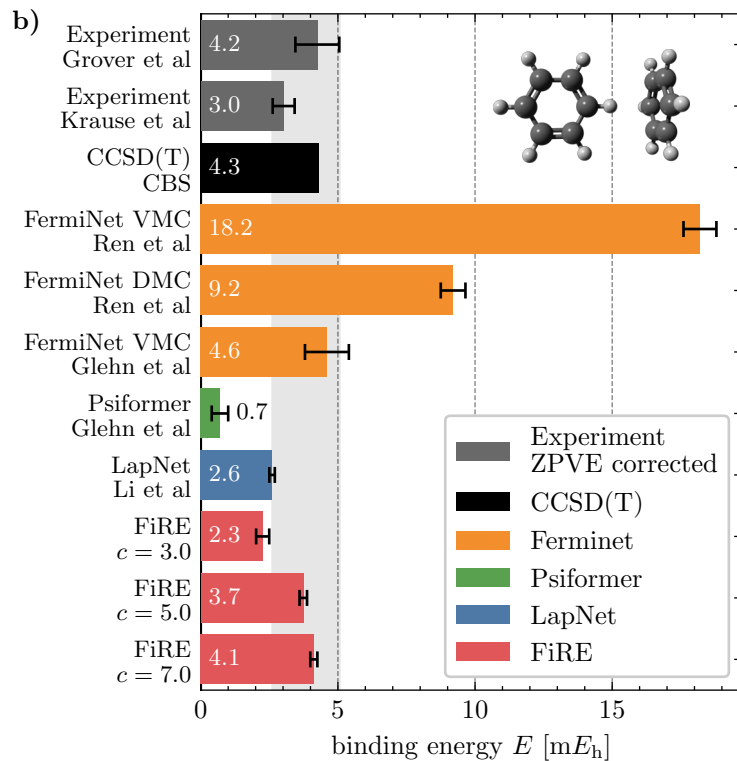 b)
Experiment
Grover et al
4.2
Experiment
Krause et al
3.0
CCSD(T)
CBS
4.3
FermiNet VMC
Ren et al
18.2
FermiNet DMC
Ren et al
9.2
FermiNet VMC
Glehn et al
4.6
Psiformer
Glehn et al
0.7
LapNet
Li et al
2.6
FiRE
c = 3.0
2.3
FiRE
c = 5.0
3.7
FiRE
c = 7.0
4.1
Experiment
ZPVE corrected
CCSD(T)
Ferminet
Psiformer
LapNet
FiRE
0 5 10 15
binding energy E [mEh]